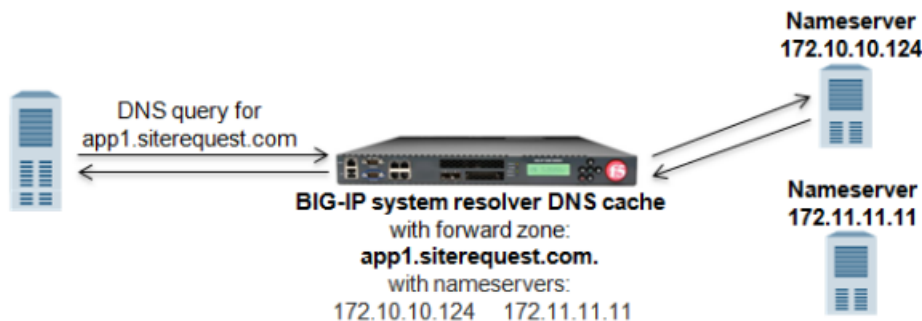 Nameserver
172.10.10.124
DNS query for
app1.siterequest.com
f5
BIG-IP system resolver DNS cache
with forward zone:
app1.siterequest.com.
with nameservers:
172.10.10.124 172.11.11.11
Nameserver
172.11.11.11